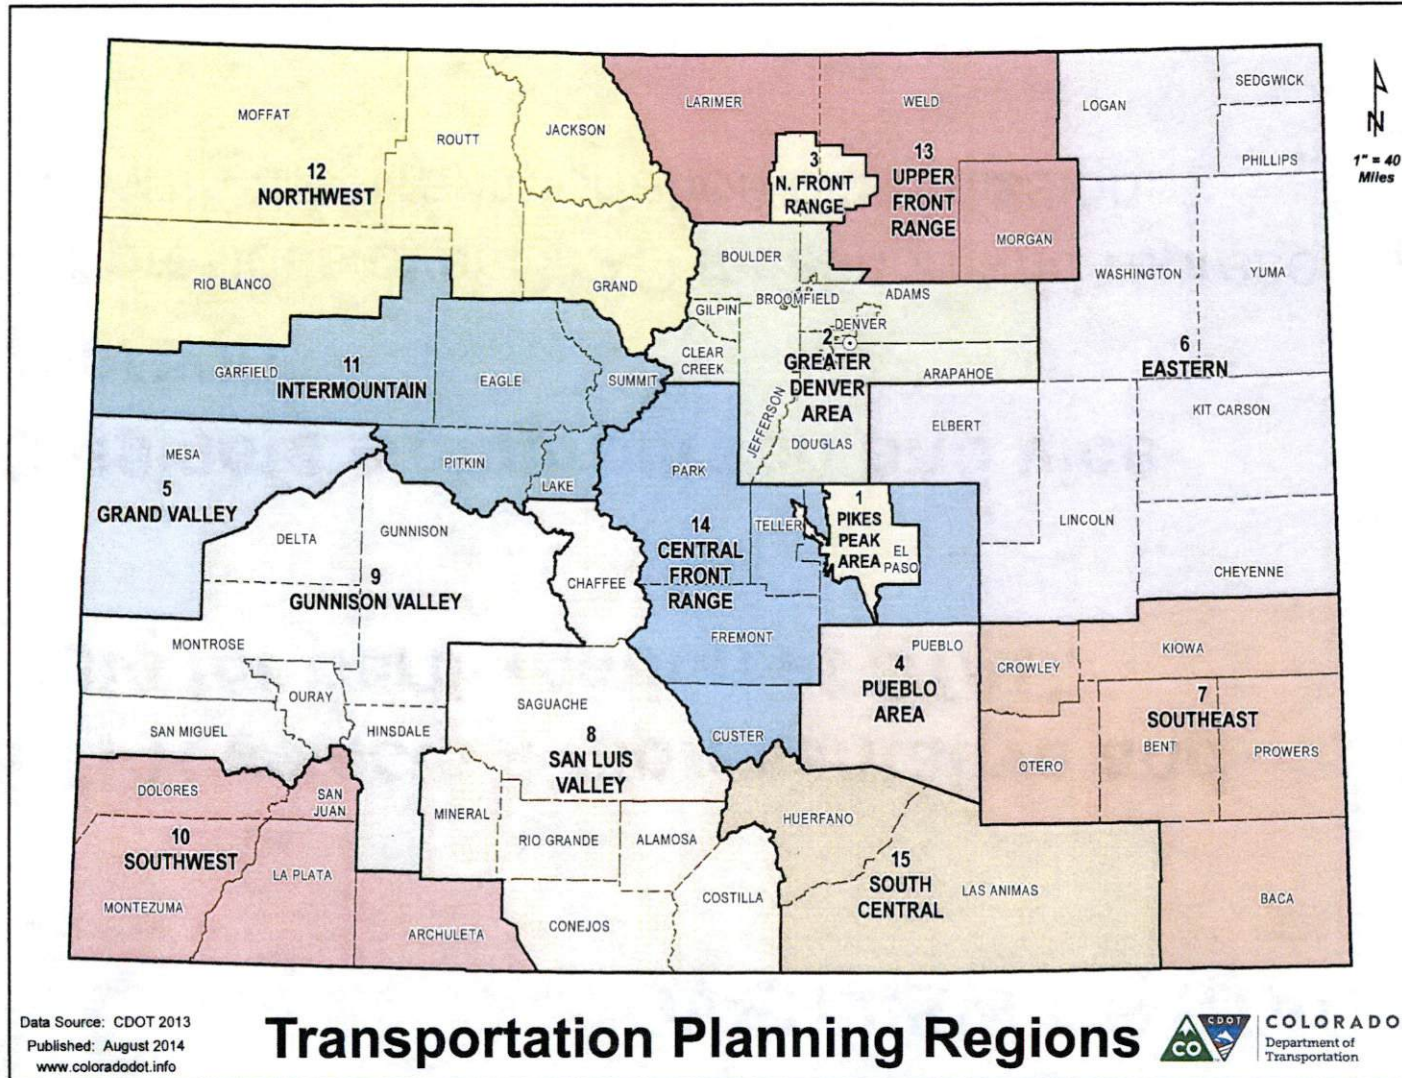 LARIMER
WELD
LOGAN
SEDGWICK
PHILLIPS
N
1" = 40
Miles
MOFFAT
ROUTT
JACKSON
12
NORTHWEST
3
N. FRONT
RANGE
13
UPPER
FRONT
RANGE
MORGAN
WASHINGTON
YUMA
RIO BLANCO
GRAND
BOULDER
BROOMFIELD
ADAMS
GILPIN
DENVER
CLEAR
CREEK
2
GREATER
DENVER
AREA
ARAPAHOE
JEFFERSON
DOUGLAS
6
EASTERN
KIT CARSON
ELBERT
LINCOLN
CHEYENNE
GARFIELD
11
INTERMOUNTAIN
EAGLE
SUMMIT
PITKIN
LAKE
MESA
5
GRAND VALLEY
DELTA
GUNNISON
9
GUNNISON VALLEY
CHAFFEE
PARK
TELLER
14
CENTRAL
FRONT
RANGE
1
PIKES
PEAK
AREA
EL
PASO
FREMONT
CUSTER
MONTROSE
OURAY
SAN MIGUEL
HINSDALE
SAGUACHE
8
SAN LUIS
VALLEY
MINERAL
RIO GRANDE
ALAMOSA
CONEJOS
COSTILLA
PUEBLO
4
PUEBLO
AREA
CROWLEY
KIOWA
7
SOUTHEAST
BENT
PROWERS
OTERO
BACA
DOLORES
SAN
JUAN
10
SOUTHWEST
LA PLATA
MONTEZUMA
ARCHULETA
HUERFANO
15
SOUTH
CENTRAL
LAS ANIMAS
Data Source: CDOT 2013
Published: August 2014
www.coloradodot.info
Transportation Planning Regions
CO
CDOT
COLORADO
Department of
Transportation